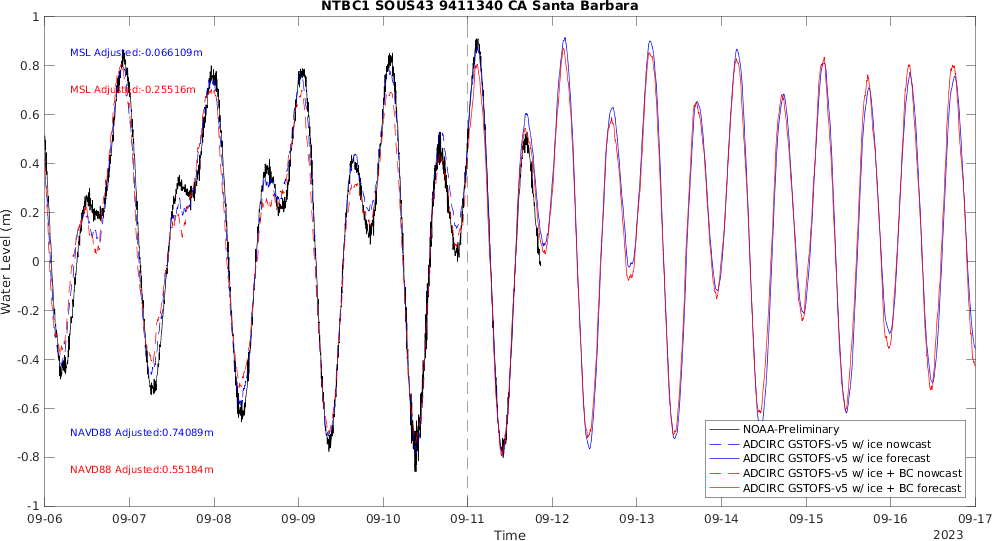 NTBC1 SOUS43 9411340 CA Santa Barbara
1
0.8
0.6
0.4
0.2
0
-0.2
-0.4
-0.6
-0.8
-1
Water Level (m)
MSL Adjusted:-0.066109m
MSL Adjusted:-0.25516m
NAVD88 Adjusted:0.74089m
NAVD88 Adjusted:0.55184m
NOAA-Preliminary
ADCIRC GSTOFS-v5 w/ ice nowcast
ADCIRC GSTOFS-v5 w/ ice forecast
ADCIRC GSTOFS-v5 w/ ice + BC nowcast
ADCIRC GSTOFS-v5 w/ ice + BC forecast
09-06 09-07 09-08 09-09 09-10 09-11 09-12 09-13 09-14 09-15 09-16 09-17
Time
2023